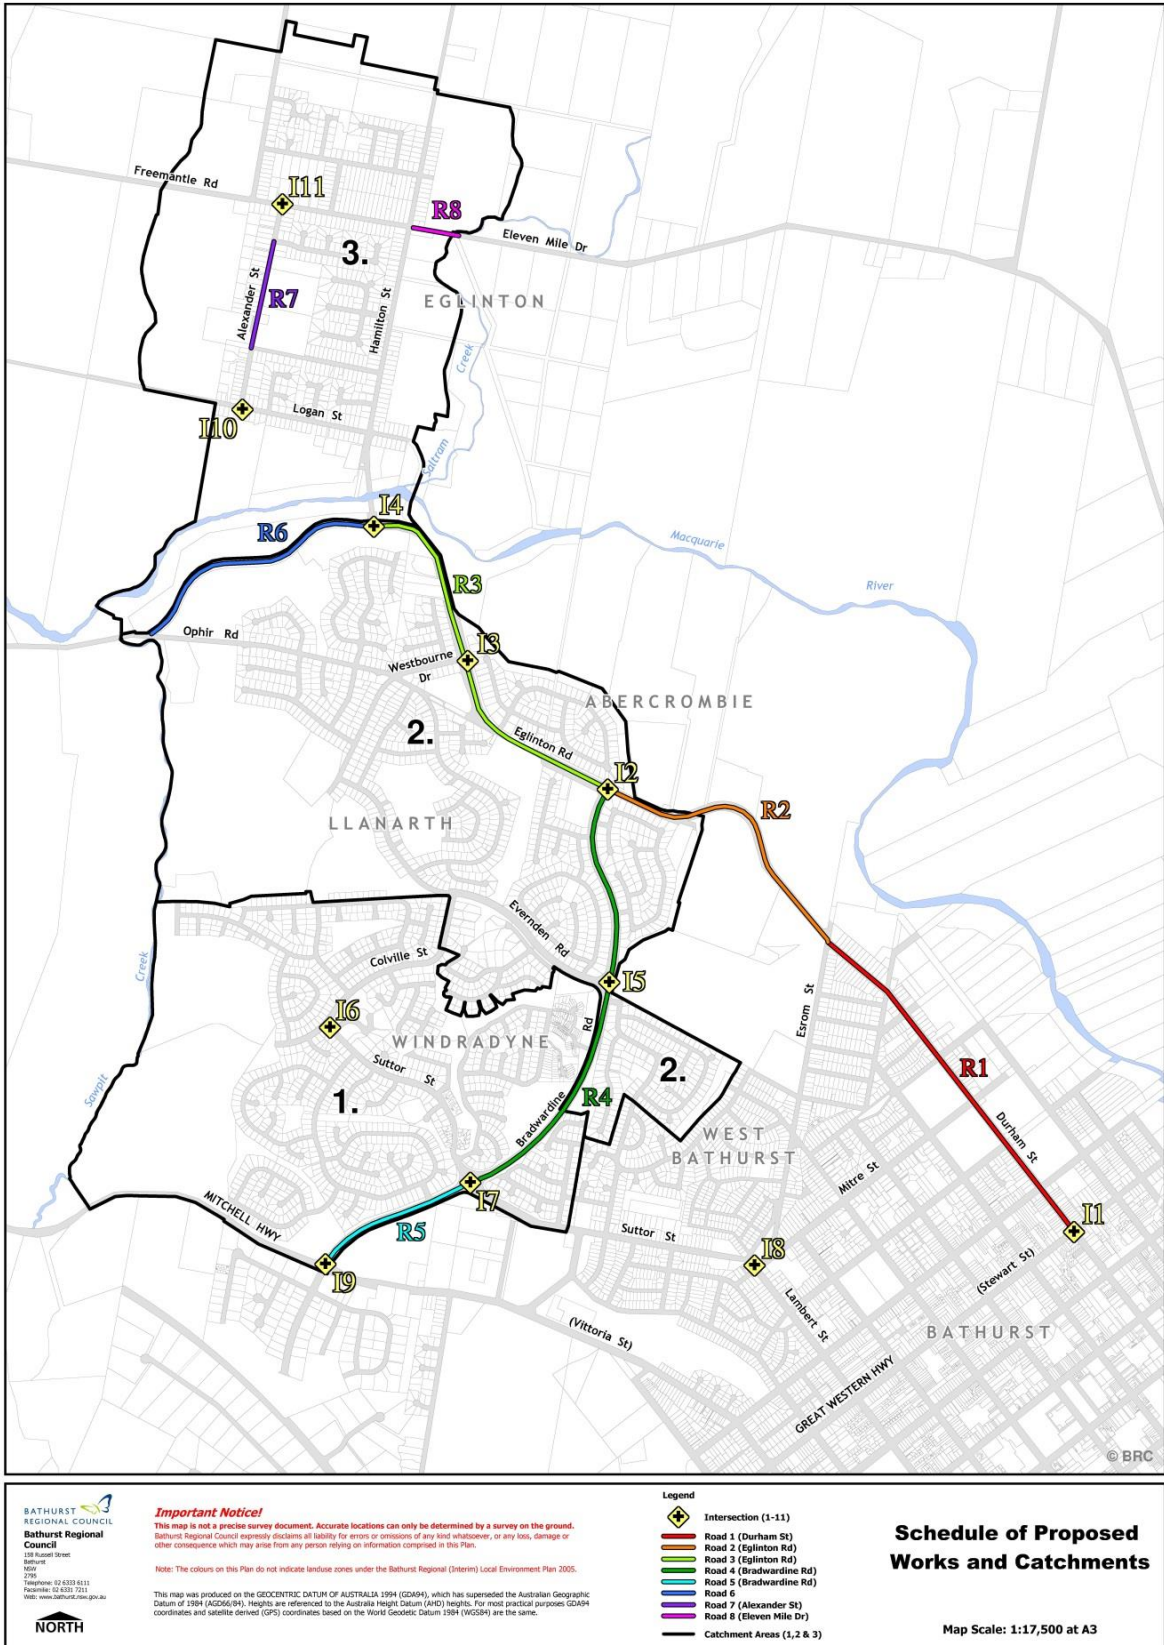 Freemantle Rd
I11
R8
Eleven Mile Dr
3.
Alexander St
R7
Hamilton St
EGLINTON
Creek
Saltram
I10
Logan St
I4
R6
R3
Macquarie
River
Ophir Rd
I3
Westbourne
Dr
ABERCROMBIE
2.
Eglinton Rd
I2
R2
LLANARTH
Evernden Rd
Colville St
Creek
I5
Esrom St
I6
WINDRADYNE
Rd
Suttor St
2.
R1
Sawpit
1.
R4
Bradwardine
Durham St
WEST
BATHURST
Mitre St
I7
MITCHELL HWY
R5
Suttor St
I1
I8
(Stewart St)
I9
Lambert St
(Vittoria St)
BATHURST
GREAT WESTERN HWY
© BRC
BATHURST
REGIONAL COUNCIL
Bathurst Regional
Council
158 Russell Street
Bathurst
NSW
2795
Telephone: 02 6333 6111
Facsimile: 02 6331 7211
Web: www.bathurst.nsw.gov.au
NORTH
Important Notice!
This map is not a precise survey document. Accurate locations can only be determined by a survey on the ground.
Bathurst Regional Council expressly disclaims all liability for errors or omissions of any kind whatsoever, or any loss, damage or
other consequence which may arise from any person relying on information comprised in this Plan.
Note: The colours on this Plan do not indicate landuse zones under the Bathurst Regional (Interim) Local Environment Plan 2005.
This map was produced on the GEOCENTRIC DATUM OF AUSTRALIA 1994 (GDA94), which has superseded the Australian Geographic
Datum of 1984 (AGD66/84). Heights are referenced to the Australia Height Datum (AHD) heights. For most practical purposes GDA94
coordinates and satellite derived (GPS) coordinates based on the World Geodetic Datum 1984 (WGS84) are the same.
Legend
Intersection (1-11)
Road 1 (Durham St)
Road 2 (Eglinton Rd)
Road 3 (Eglinton Rd)
Road 4 (Bradwardine Rd)
Road 5 (Bradwardine Rd)
Road 6
Road 7 (Alexander St)
Road 8 (Eleven Mile Dr)
Catchment Areas (1,2 & 3)
Schedule of Proposed
Works and Catchments
Map Scale: 1:17,500 at A3